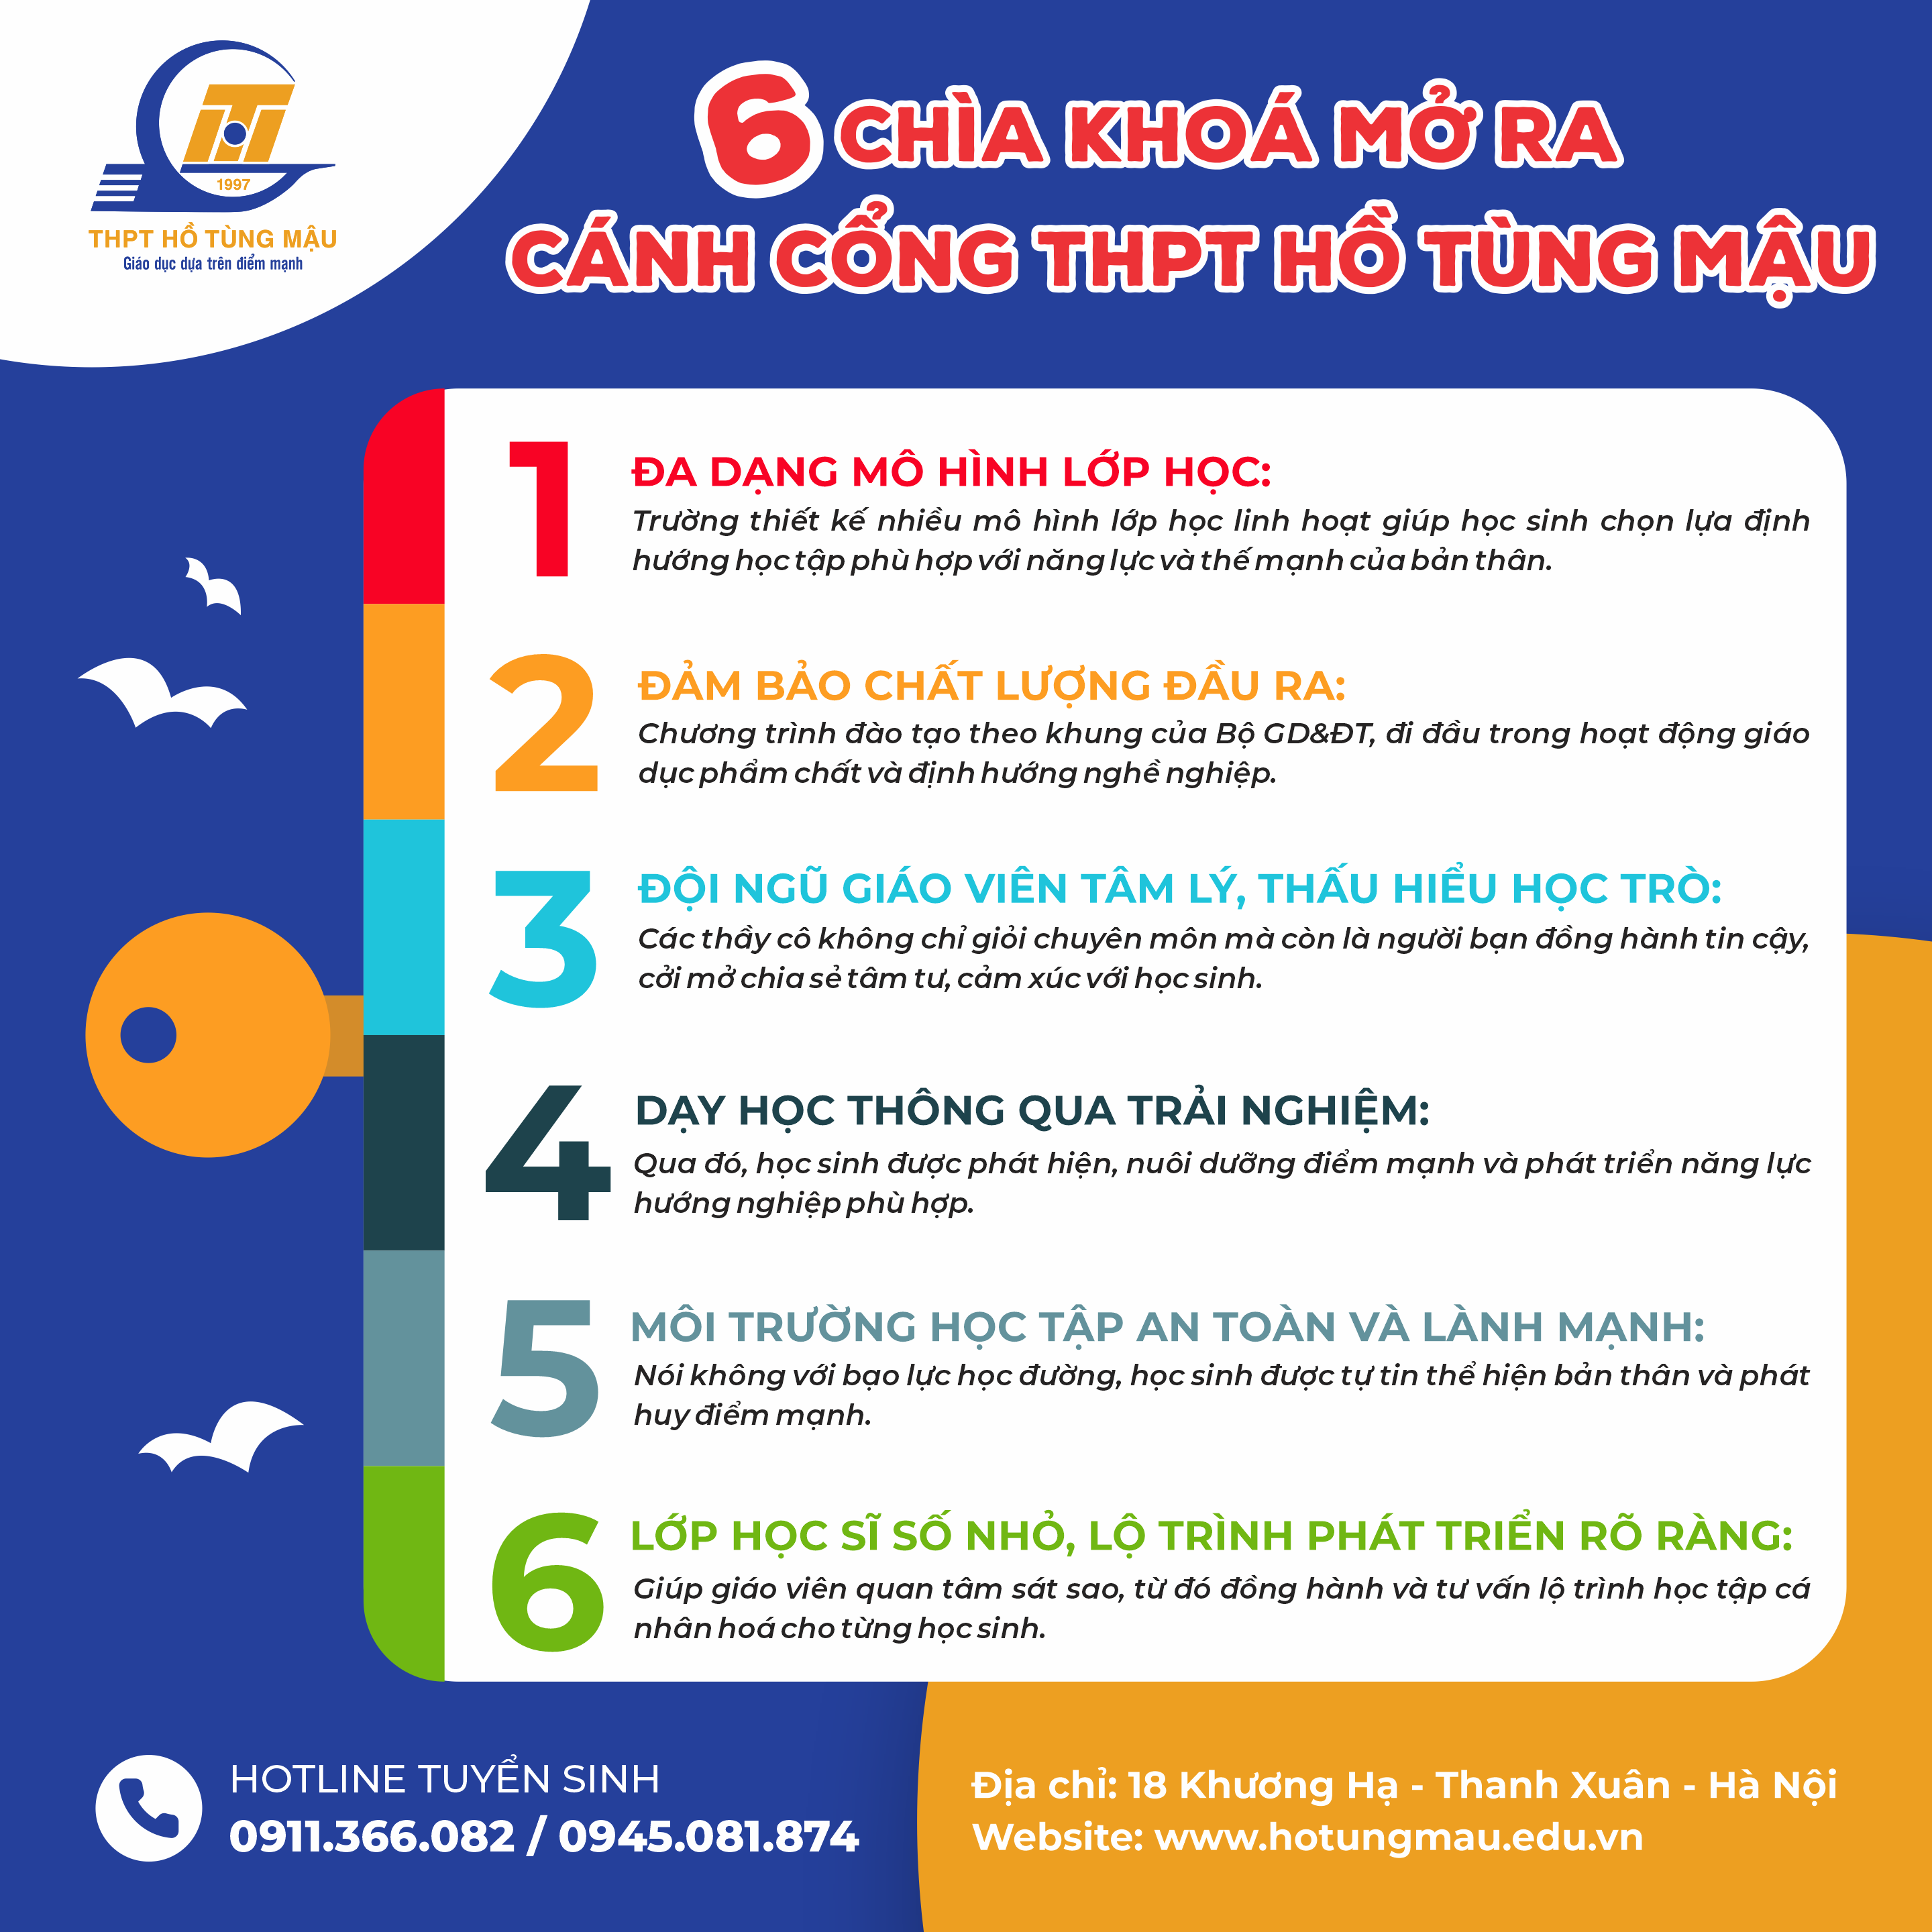 1997
THPT HỒ TÙNG MẬU
Giáo dục dựa trên điểm mạnh
6 CHÌA KHOÁ MỞ RA
CÁNH CỔNG THPT HỒ TÙNG MẬU
1
ĐA DẠNG MÔ HÌNH LỚP HỌC:
Trường thiết kế nhiều mô hình lớp học linh hoạt giúp học sinh chọn lựa định
hướng học tập phù hợp với năng lực và thế mạnh của bản thân.
2
ĐẢM BẢO CHẤT LƯỢNG ĐẦU RA:
Chương trình đào tạo theo khung của Bộ GD&ĐT, đi đầu trong hoạt động giáo
dục phẩm chất và định hướng nghề nghiệp.
3
ĐỘI NGŨ GIÁO VIÊN TÂM LÝ, THẤU HIỂU HỌC TRÒ:
Các thầy cô không chỉ giỏi chuyên môn mà còn là người bạn đồng hành tin cậy,
cởi mở chia sẻ tâm tư, cảm xúc với học sinh.
4
DẠY HỌC THÔNG QUA TRẢI NGHIỆM:
Qua đó, học sinh được phát hiện, nuôi dưỡng điểm mạnh và phát triển năng lực
hướng nghiệp phù hợp.
5
MÔI TRƯỜNG HỌC TẬP AN TOÀN VÀ LÀNH MẠNH:
Nói không với bạo lực học đường, học sinh được tự tin thể hiện bản thân và phát
huy điểm mạnh.
6
LỚP HỌC SĨ SỐ NHỎ, LỘ TRÌNH PHÁT TRIỂN RÕ RÀNG:
Giúp giáo viên quan tâm sát sao, từ đó đồng hành và tư vấn lộ trình học tập cá
nhân hoá cho từng học sinh.
HOTLINE TUYỂN SINH
0911.366.082 / 0945.081.874
Địa chỉ: 18 Khương Hạ - Thanh Xuân - Hà Nội
Website: www.hotungmau.edu.vn